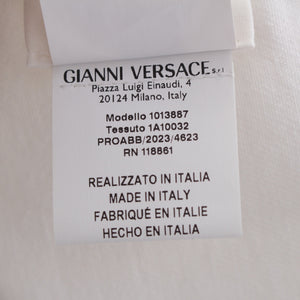 GIANNI VERSACE S.r.l
Piazza Luigi Einaudi, 4
20124 Milano, Italy
Modello 1013887
Tessuto 1A10032
PROABB/2023/4623
RN 118861
REALIZZATO IN ITALIA
MADE IN ITALY
FABRIQUÉ EN ITALIE
HECHO EN ITALIA